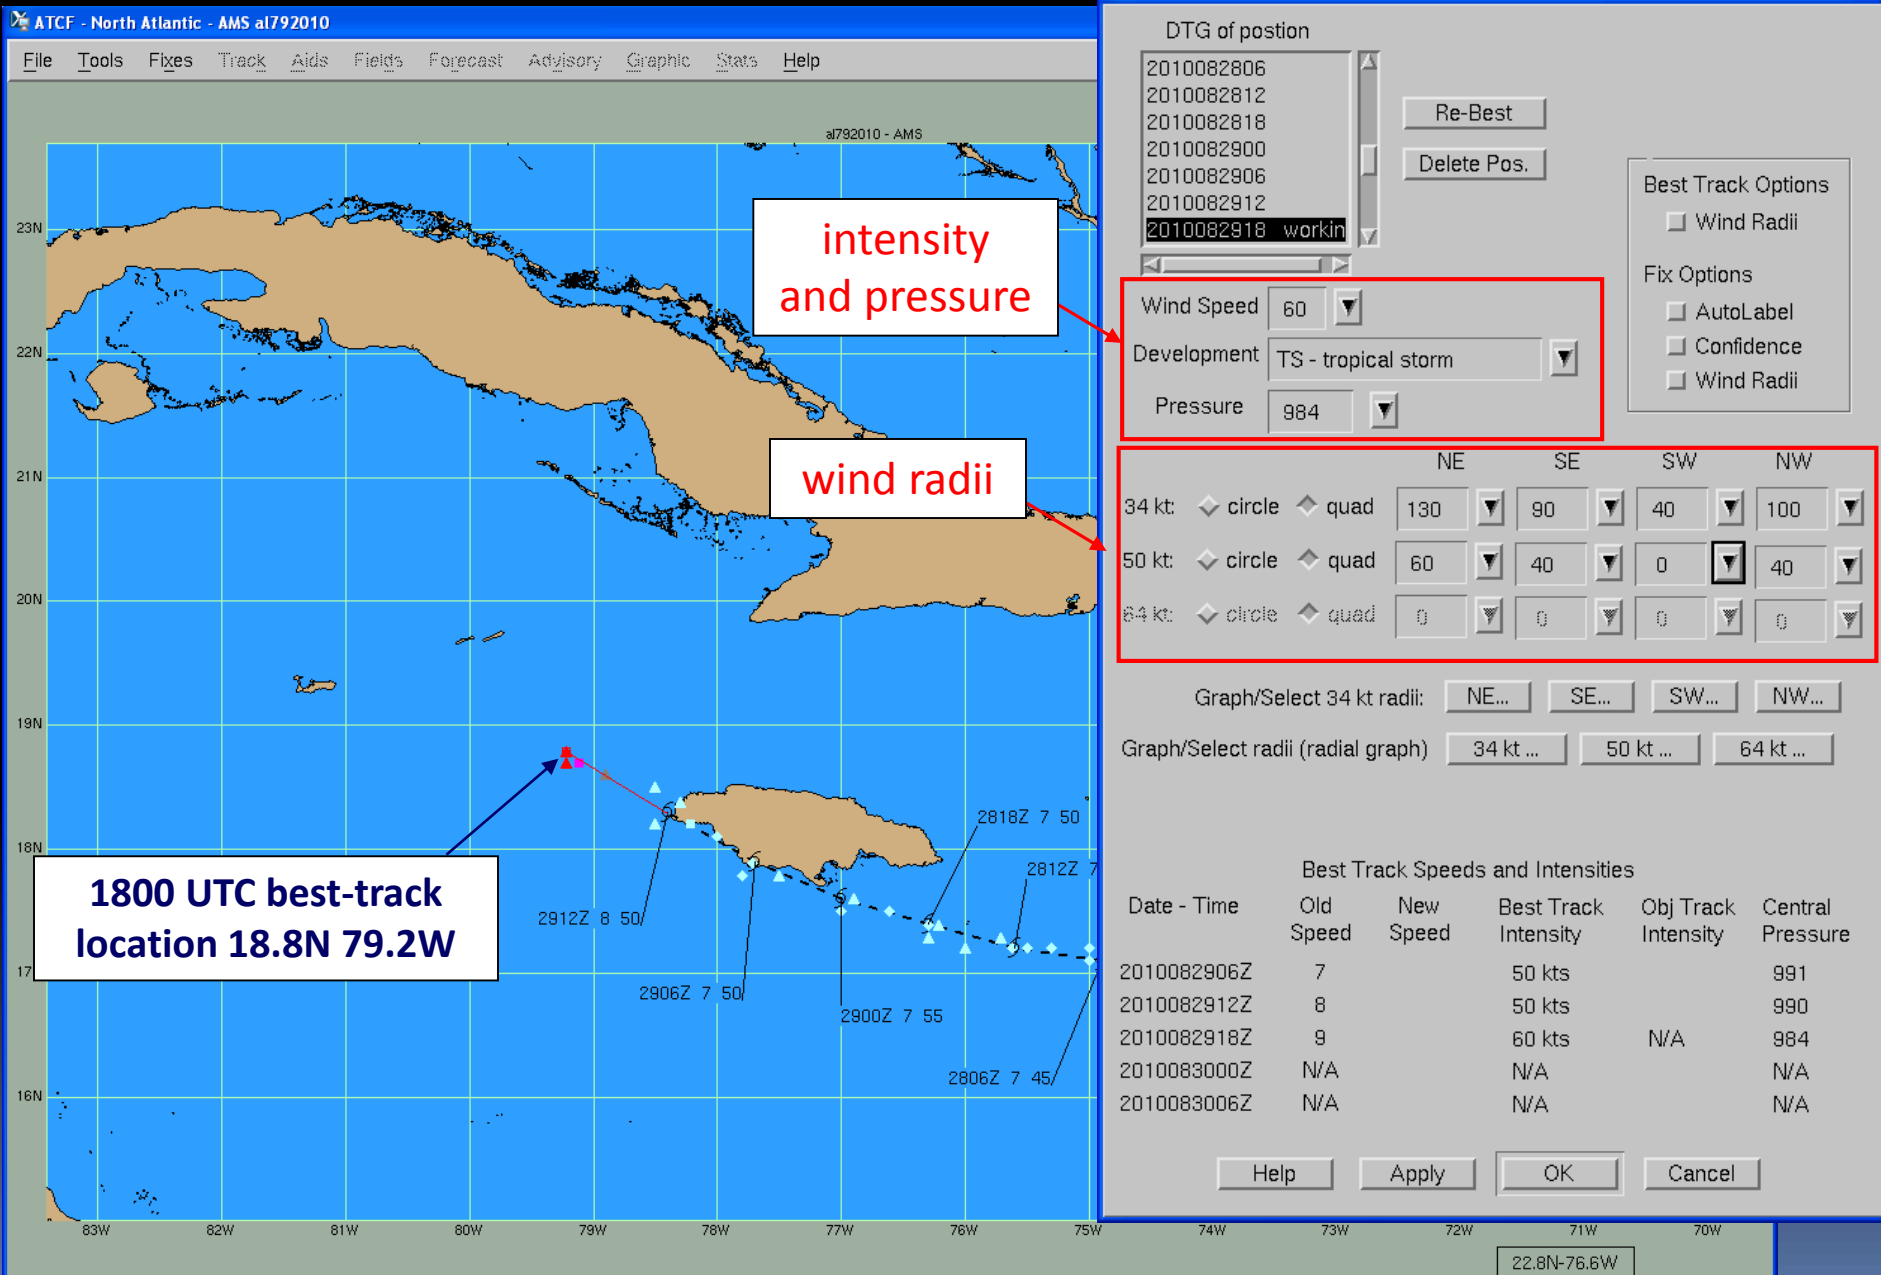 ATCF - North Atlantic - AMS al792010
File Tools Fixes Track Aids Fields Forecast Advisory Graphic Stats Help
al792010 - AMS
23N
22N
21N
20N
19N
18N
17
16N
83W 82W 81W 80W 79W 78W 77W 76W 75W 74W 73W 72W 71W 70W
22.8N-76.6W
intensity
and pressure
wind radii
1800 UTC best-track
location 18.8N 79.2W
2818Z 7 50
2812Z 7
2912Z 8 50
2906Z 7 50
2900Z 7 55
2806Z 7 45
DTG of postion
2010082806
2010082812
2010082818
2010082900
2010082906
2010082912
2010082918 workin
Re-Best
Delete Pos.
Best Track Options
Wind Radii
Fix Options
AutoLabel
Confidence
Wind Radii
Wind Speed 60
Development TS - tropical storm
Pressure 984
NE SE SW NW
34 kt: circle quad 130 90 40 100
50 kt: circle quad 60 40 0 40
64 kt: circle quad 0 0 0 0
Graph/Select 34 kt radii: NE... SE... SW... NW...
Graph/Select radii (radial graph) 34 kt ... 50 kt ... 64 kt ...
Best Track Speeds and Intensities
Date - Time Old New Best Track Obj Track Central
Speed Speed Intensity Intensity Pressure
2010082906Z 7 50 kts 991
2010082912Z 8 50 kts 990
2010082918Z 9 60 kts N/A 984
2010083000Z N/A N/A N/A
2010083006Z N/A N/A N/A
Help Apply OK Cancel